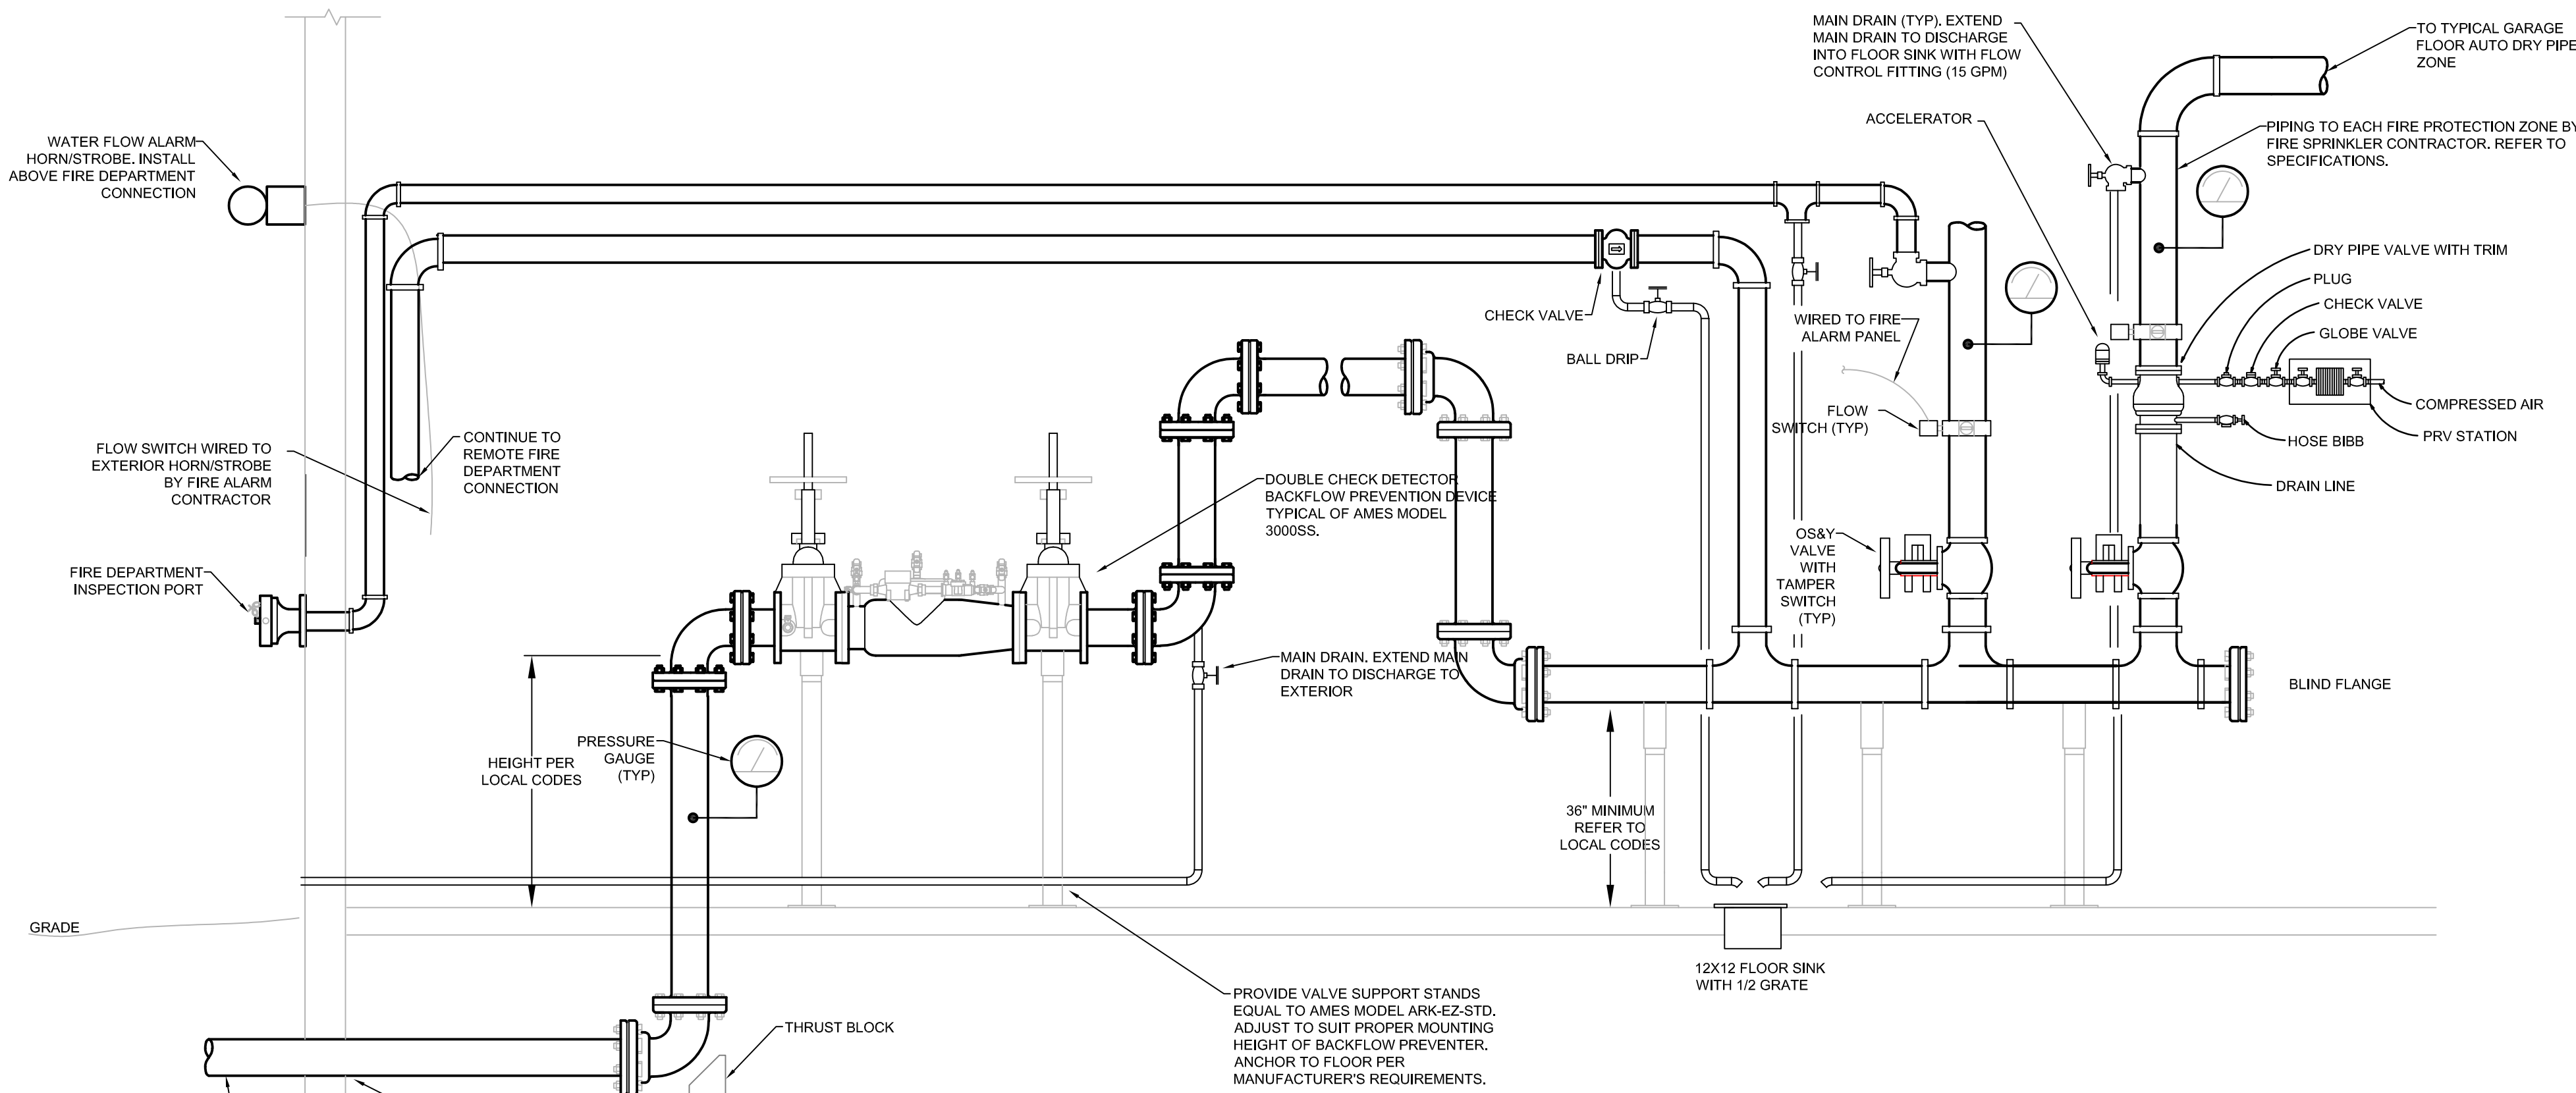 MAIN DRAIN (TYP). EXTEND
MAIN DRAIN TO DISCHARGE
INTO FLOOR SINK WITH FLOW
CONTROL FITTING (15 GPM)
TO TYPICAL GARAGE
FLOOR AUTO DRY PIPE
ZONE
ACCELERATOR
PIPING TO EACH FIRE PROTECTION ZONE BY
FIRE SPRINKLER CONTRACTOR. REFER TO
SPECIFICATIONS.
WATER FLOW ALARM
HORN/STROBE. INSTALL
ABOVE FIRE DEPARTMENT
CONNECTION
DRY PIPE VALVE WITH TRIM
PLUG
CHECK VALVE
GLOBE VALVE
CHECK VALVE
BALL DRIP
WIRED TO FIRE
ALARM PANEL
FLOW
SWITCH (TYP)
COMPRESSED AIR
PRV STATION
HOSE BIBB
DRAIN LINE
FLOW SWITCH WIRED TO
EXTERIOR HORN/STROBE
BY FIRE ALARM
CONTRACTOR
CONTINUE TO
REMOTE FIRE
DEPARTMENT
CONNECTION
DOUBLE CHECK DETECTOR
BACKFLOW PREVENTION DEVICE
TYPICAL OF AMES MODEL
3000SS.
OS&Y
VALVE
WITH
TAMPER
SWITCH
(TYP)
FIRE DEPARTMENT
INSPECTION PORT
MAIN DRAIN. EXTEND MAIN
DRAIN TO DISCHARGE TO
EXTERIOR
BLIND FLANGE
PRESSURE
GAUGE
(TYP)
HEIGHT PER
LOCAL CODES
36" MINIMUM
REFER TO
LOCAL CODES
GRADE
12X12 FLOOR SINK
WITH 1/2 GRATE
PROVIDE VALVE SUPPORT STANDS
EQUAL TO AMES MODEL ARK-EZ-STD.
ADJUST TO SUIT PROPER MOUNTING
HEIGHT OF BACKFLOW PREVENTER.
ANCHOR TO FLOOR PER
MANUFACTURER'S REQUIREMENTS.
THRUST BLOCK